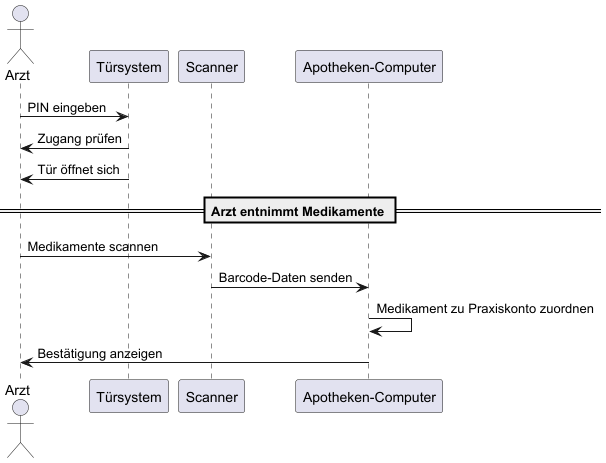 Arzt
Türsystem
Scanner
Apotheken-Computer
PIN eingeben
Zugang prüfen
Tür öffnet sich
Arzt entnimmt Medikamente
Medikamente scannen
Barcode-Daten senden
Medikament zu Praxiskonto zuordnen
Bestätigung anzeigen
Arzt
Türsystem
Scanner
Apotheken-Computer